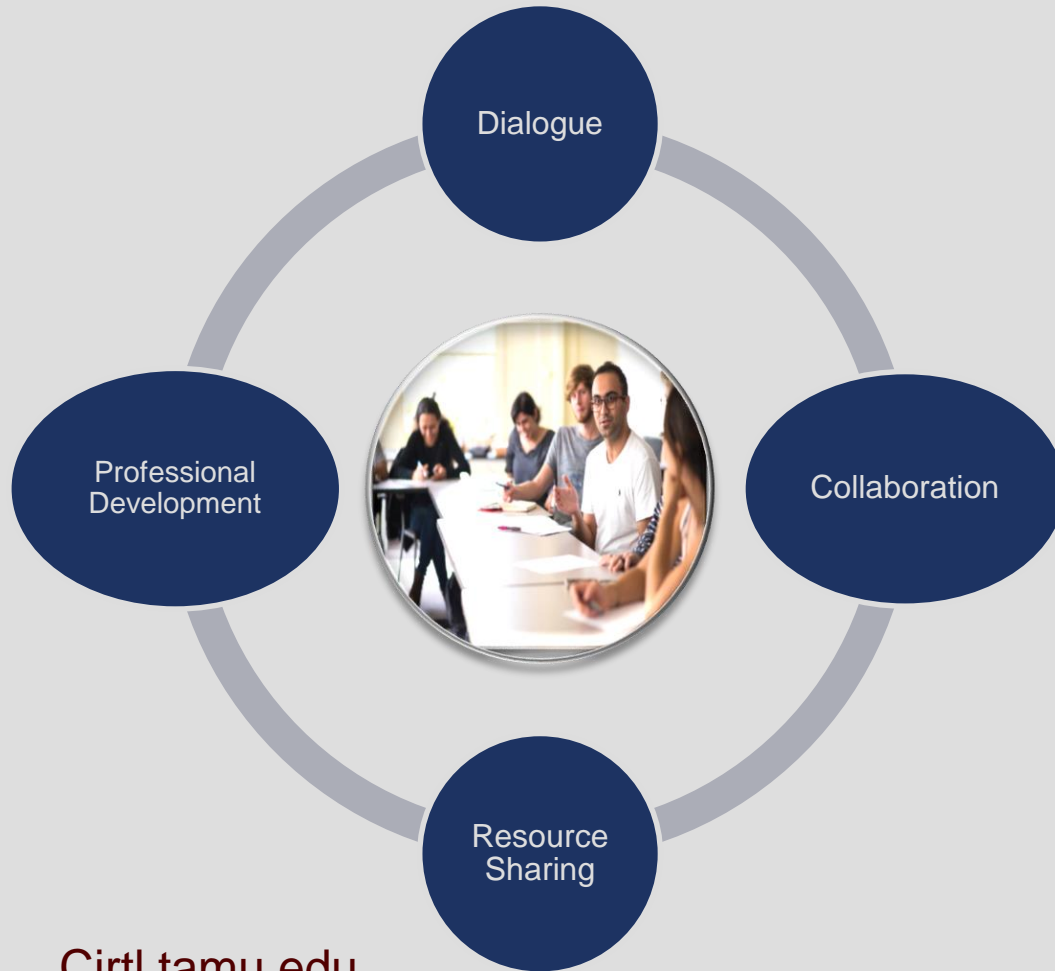 Dialogue
Professional
Development
Collaboration
Resource
Sharing
Cirtl.tamu.edu